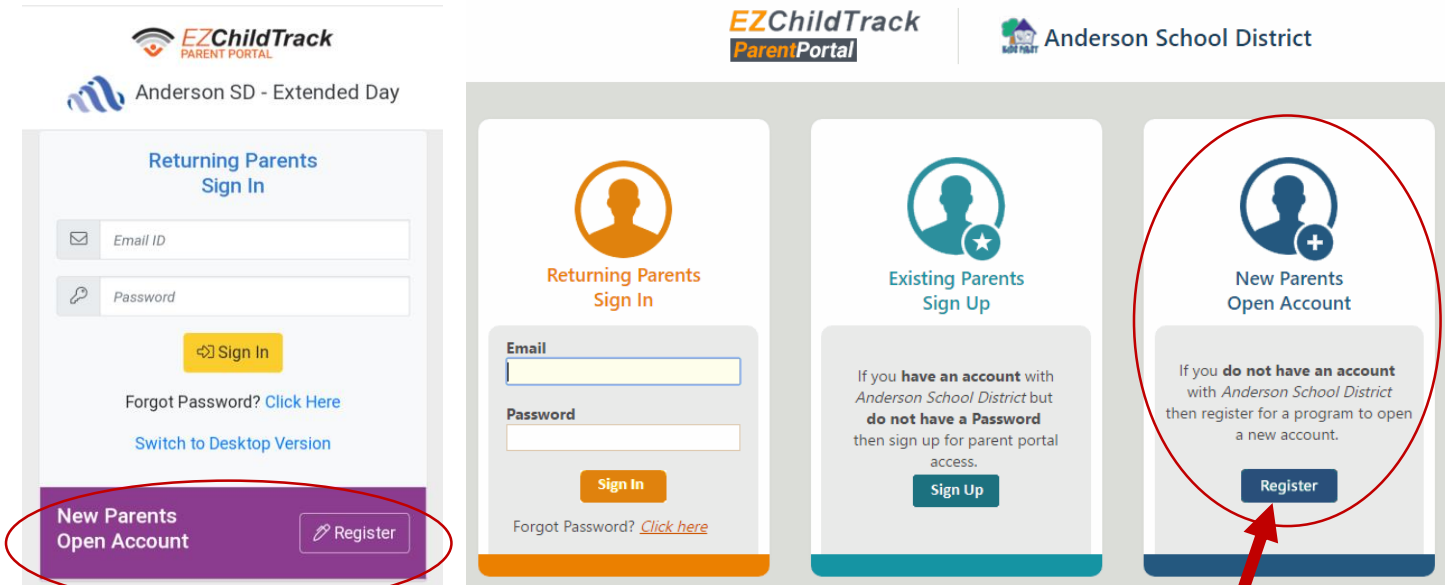 EZChildTrack
PARENT PORTAL
Anderson SD - Extended Day
Returning Parents
Sign In
Email ID
Password
Sign In
Forgot Password? Click Here
Switch to Desktop Version
New Parents
Open Account
Register
EZChildTrack
ParentPortal
Anderson School District
Returning Parents
Sign In
Email
Password
Sign In
Forgot Password? Click here
Existing Parents
Sign Up
If you have an account with
Anderson School District but
do not have a Password
then sign up for parent portal
access.
Sign Up
New Parents
Open Account
If you do not have an account
with Anderson School District
then register for a program to open
a new account.
Register